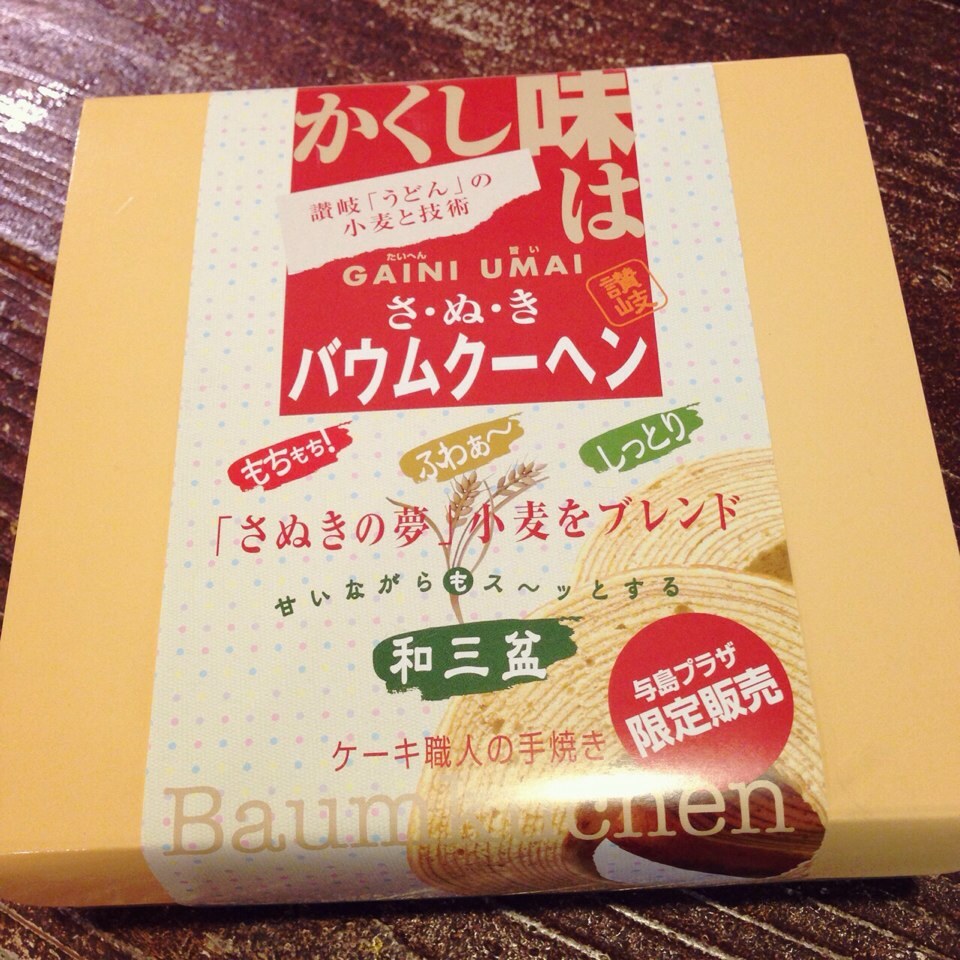 かくし味は
讃岐「うどん」の
小麦と技術
たいへん 旨い
GAINI UMAI
讃岐
さ・ぬ・き
バウムクーヘン
もちもち!
ふわぁ〜
しっとり
「さぬきの夢」小麦をブレンド
甘いながらもス〜ッとする
和三盆
与島プラザ
限定販売
ケーキ職人の手焼き
Baumkuchen